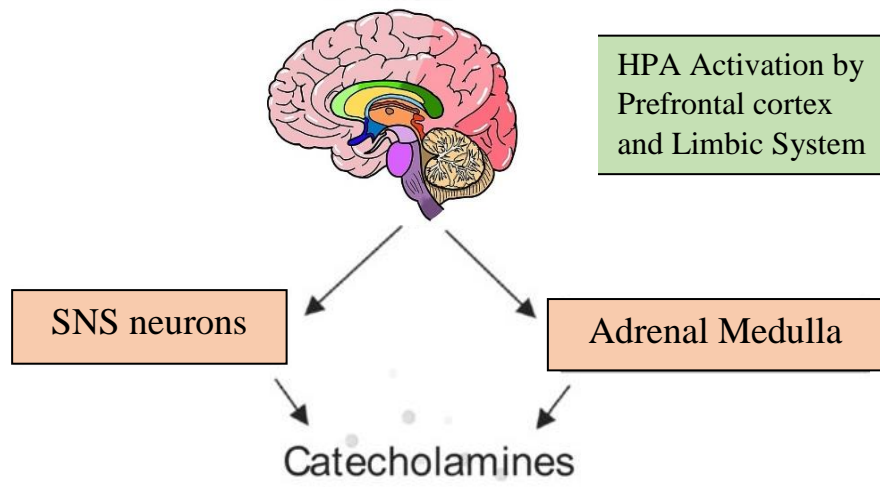 HPA Activation by
Prefrontal cortex
and Limbic System
SNS neurons
Adrenal Medulla
Catecholamines